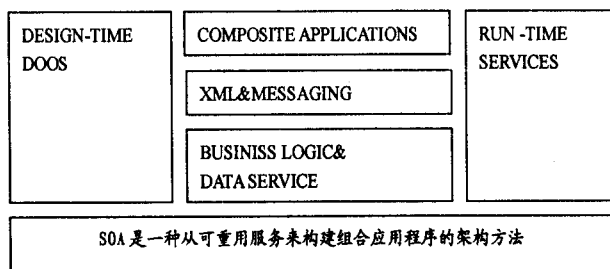 DESIGN-TIME
DOOS
COMPOSITE APPLICATIONS
XML&MESSAGING
BUSINISS LOGIC&
DATA SERVICE
RUN -TIME
SERVICES
SOA是一种从可重用服务来构建组合应用程序的架构方法